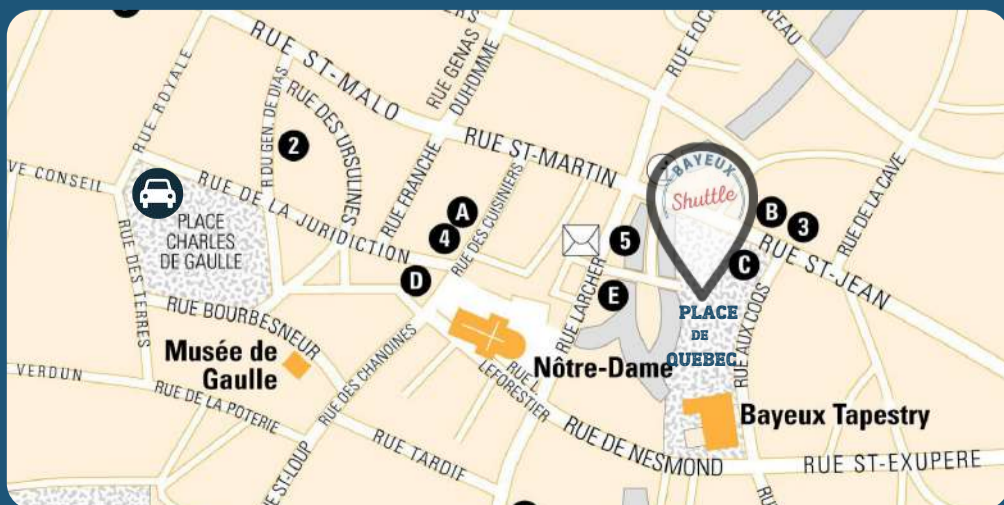 RUE ST-MALO
RUE ROYALE
RUE GENAS
DUHOMME
RUE FOCH
R DU GEN. DE DIAS
RUE DES URSULINES
2
RUE FRANCHE
RUE ST-MARTIN
RUE DES CUISINIERS
BAYEUX
Shuttle
VE CONSEIL
RUE DE LA JURIDICTION
A
4
5
B
3
C
RUE ST-JEAN
RUE DE LA CAVE
PLACE
CHARLES
DE GAULLE
RUE DES TERRES
D
E
RUE LARCHER
PLACE
DE
QUEBEC
RUE AUX COQS
RUE BOURBESNEUR
Musée de
Gaulle
RUE DES CHANOINES
Nôtre-Dame
RUE L.
LEFORESTIER
Bayeux Tapestry
VERDUN
RUE DE LA POTERIE
RUE TARDIF
RUE ST-LOUP
RUE DE NESMOND
RUE ST-EXUPERE